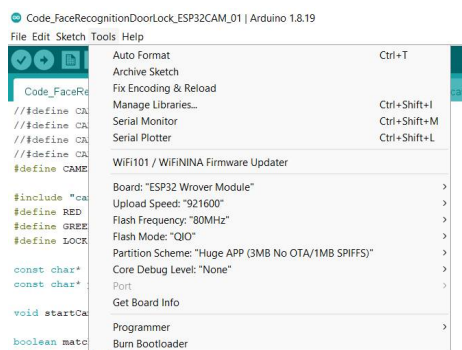 Code_FaceRecognitionDoorLock_ESP32CAM_01 | Arduino 1.8.19
File Edit Sketch Tools Help
Auto Format Ctrl+T
Archive Sketch
Code_FaceRe Fix Encoding & Reload
//#define CA Manage Libraries... Ctrl+Shift+I
//#define CA Serial Monitor Ctrl+Shift+M
//#define CA Serial Plotter Ctrl+Shift+L
//#define CA
#define CAME WiFi101 / WiFiNINA Firmware Updater
Board: "ESP32 Wrover Module"
#include "ca Upload Speed: "921600"
#define RED Flash Frequency: "80MHz"
#define GREE Flash Mode: "QIO"
#define LOCK Partition Scheme: "Huge APP (3MB No OTA/1MB SPIFFS)"
const char* Core Debug Level: "None"
const char* Port
Get Board Info
void startCa
Programmer
boolean matc Burn Bootloader